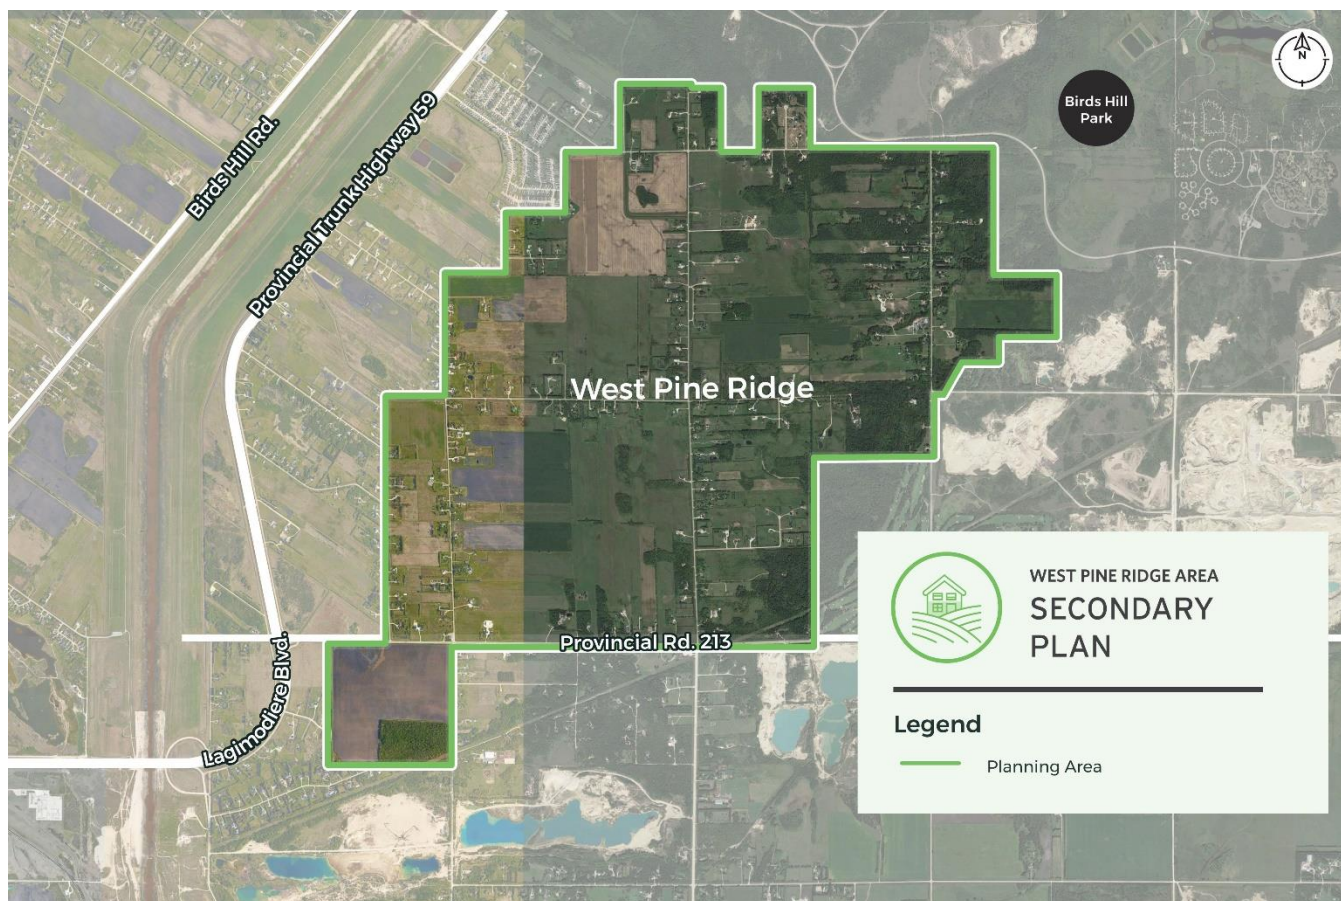 N
Birds Hill
Park
Birds Hill Rd.
Provincial Trunk Highway 59
West Pine Ridge
Provincial Rd. 213
Lagimodiere Blvd.
WEST PINE RIDGE AREA
SECONDARY
PLAN
Legend
Planning Area